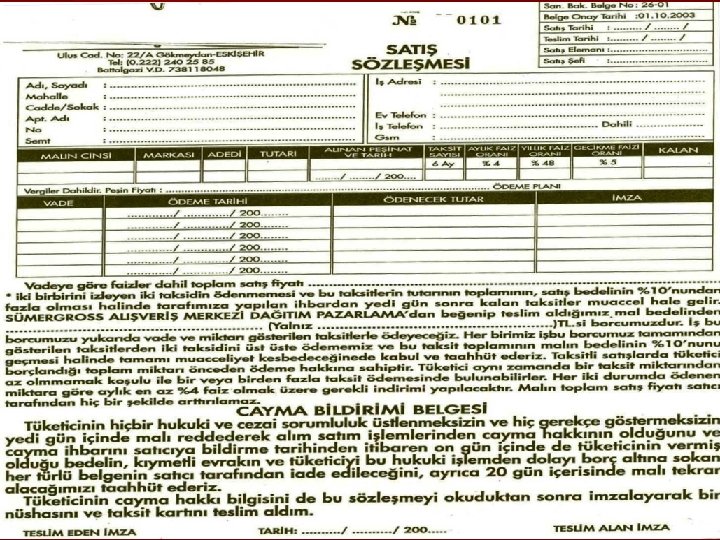 San. Bak. Belge No : 26-01
№ 0101
Belge Onay Tarihi :01.10.2003
Satış Tarihi : ......... / ......... /
Teslim Tarihi : ......... / ......... /
Satış Elemanı : .........
Satış Şefi : .........
Ulus Cad. No: 22/A Gökmeydan-ESKİŞEHİR
Tel: (0.222) 240 25 85
Battalgazi V.D. 738118048
SATIŞ
SÖZLEŞMESİ
Adı, Soyadı : .........
Mahalle : .........
Cadde/Sokak : .........
Apt. Adı : .........
No : .........
Semt : .........
İş Adresi : .........
Ev Telefon : .........
İş Telefon : ......... Dahili .........
Gsm : .........
MALIN CİNSİ MARKASI ADEDİ TUTARI ALINAN PEŞİNAT VE TARİH TAKSİT SAYISI AYLIK FAİZ ORANI YILLIK FAİZ ORANI GECİKME FAİZİ ORANI KALAN
6 Ay % 4 % 48 % 5
......../......../ 200....
Vergiler Dahildir. Peşin Fiyatı : ......... ÖDEME PLANI
VADE ÖDEME TARİHİ ÖDENECEK TUTAR İMZA
............../ ............../ 200.......
............../ ............../ 200.......
............../ ............../ 200.......
............../ ............../ 200.......
............../ ............../ 200.......
............../ ............../ 200.......
Vadeye göre faizler dahil toplam satış fiyatı .........
* iki birbirini izleyen iki taksidin ödenmemesi ve bu taksitlerin tutarının toplamının, satış bedelinin %10'nundan
fazla olması halinde tarafımıza yapılan ihbardan yedi gün sonra kalan taksitler muaccel hale gelir.
SÜMERGROSS ALIŞVERİŞ MERKEZİ DAĞITIM PAZARLAMA'dan beğenip teslim aldığımız mal bedelinden
......... (Yalnız .........)TL.si borcumuzdur. İş bu
borcumuzu yukarıda vade ve miktarı gösterilen taksitlerle ödeyeceğiz. Her birimiz işbu borcumuz tamamından
gösterilen taksitlerden iki taksidini üst üste ödememiz ve bu taksit toplamının malın bedelinin %10'nunu
geçmesi halinde tamamı muacceliyet kesbedeceğinede kabul ve taahhüt ederiz. Taksitli satışlarda tüketici
borçlandığı toplam miktarı önceden ödeme hakkına sahiptir. Tüketici aynı zamanda bir taksit miktarından
az olmmamak koşulu ile bir veya birden fazla taksit ödemesinde bulunabilirler. Her iki durumda ödenen
miktara göre aylık en az %4 faiz olmak üzere gerekli indirimi yapılacaktır. Malın toplam satış fiyatı satıcı
tarafından hiç bir şekilde arttırılamaz.
CAYMA BİLDİRİMİ BELGESİ
Tüketicinin hiçbir hukuki ve cezai sorumluluk üstlenmeksizin ve hiç gerekçe göstermeksizin
yedi gün içinde malı reddederek alım satım işlemlerinden cayma hakkının olduğunu ve
cayma ihbarını satıcıya bildirme tarihinden itibaren on gün içinde de tüketicinin vermiş
olduğu bedelin, kıymetli evrakın ve tüketiciyi bu hukuki işlemden dolayı borç altına sokan
her türlü belgenin satıcı tarafından iade edileceğini, ayrıca 20 gün içerisinde malı tekrar
alacağımızı taahhüt ederiz.
Tüketicinin cayma hakkı bilgisini de bu sözleşmeyi okuduktan sonra imzalayarak bir
nüshasını ve taksit kartını teslim aldım.
TESLİM EDEN İMZA TARİH: ........../ ........../ 200..... TESLİM ALAN İMZA